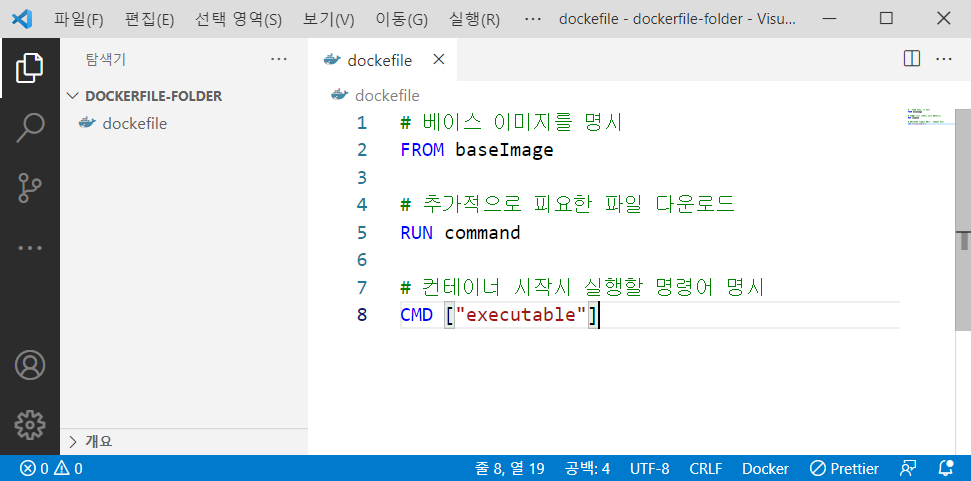 파일(F) 편집(E) 선택 영역(S) 보기(V) 이동(G) 실행(R) ··· dockefile - dockerfile-folder - Visu...
탐색기 ···
DOCKERFILE-FOLDER
dockefile
개요
dockefile
dockefile
1 # 베이스 이미지를 명시
2 FROM baseImage
3
4 # 추가적으로 피요한 파일 다운로드
5 RUN command
6
7 # 컨테이너 시작시 실행할 명령어 명시
8 CMD ["executable"]
0 0 줄 8, 열 19 공백: 4 UTF-8 CRLF Docker Prettier